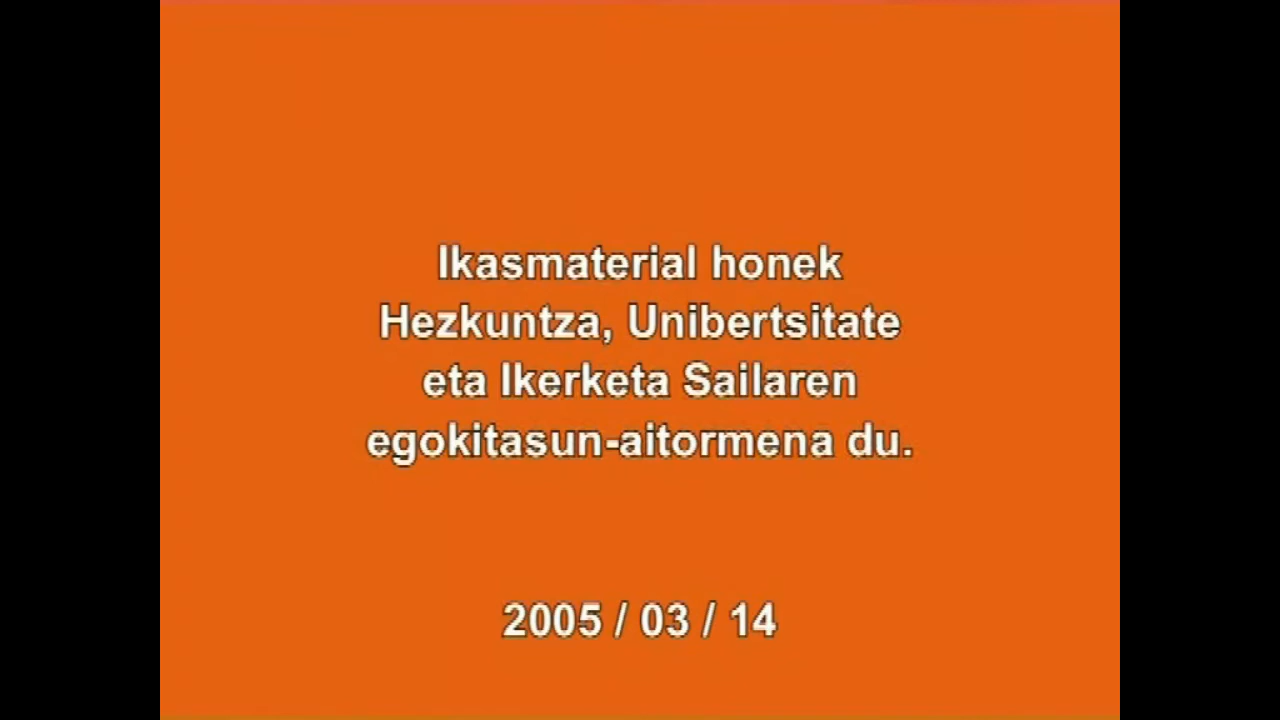 Ikasmaterial honek
Hezkuntza, Unibertsitate
eta Ikerketa Sailaren
egokitasun-aitormena du.
2005 / 03 / 14